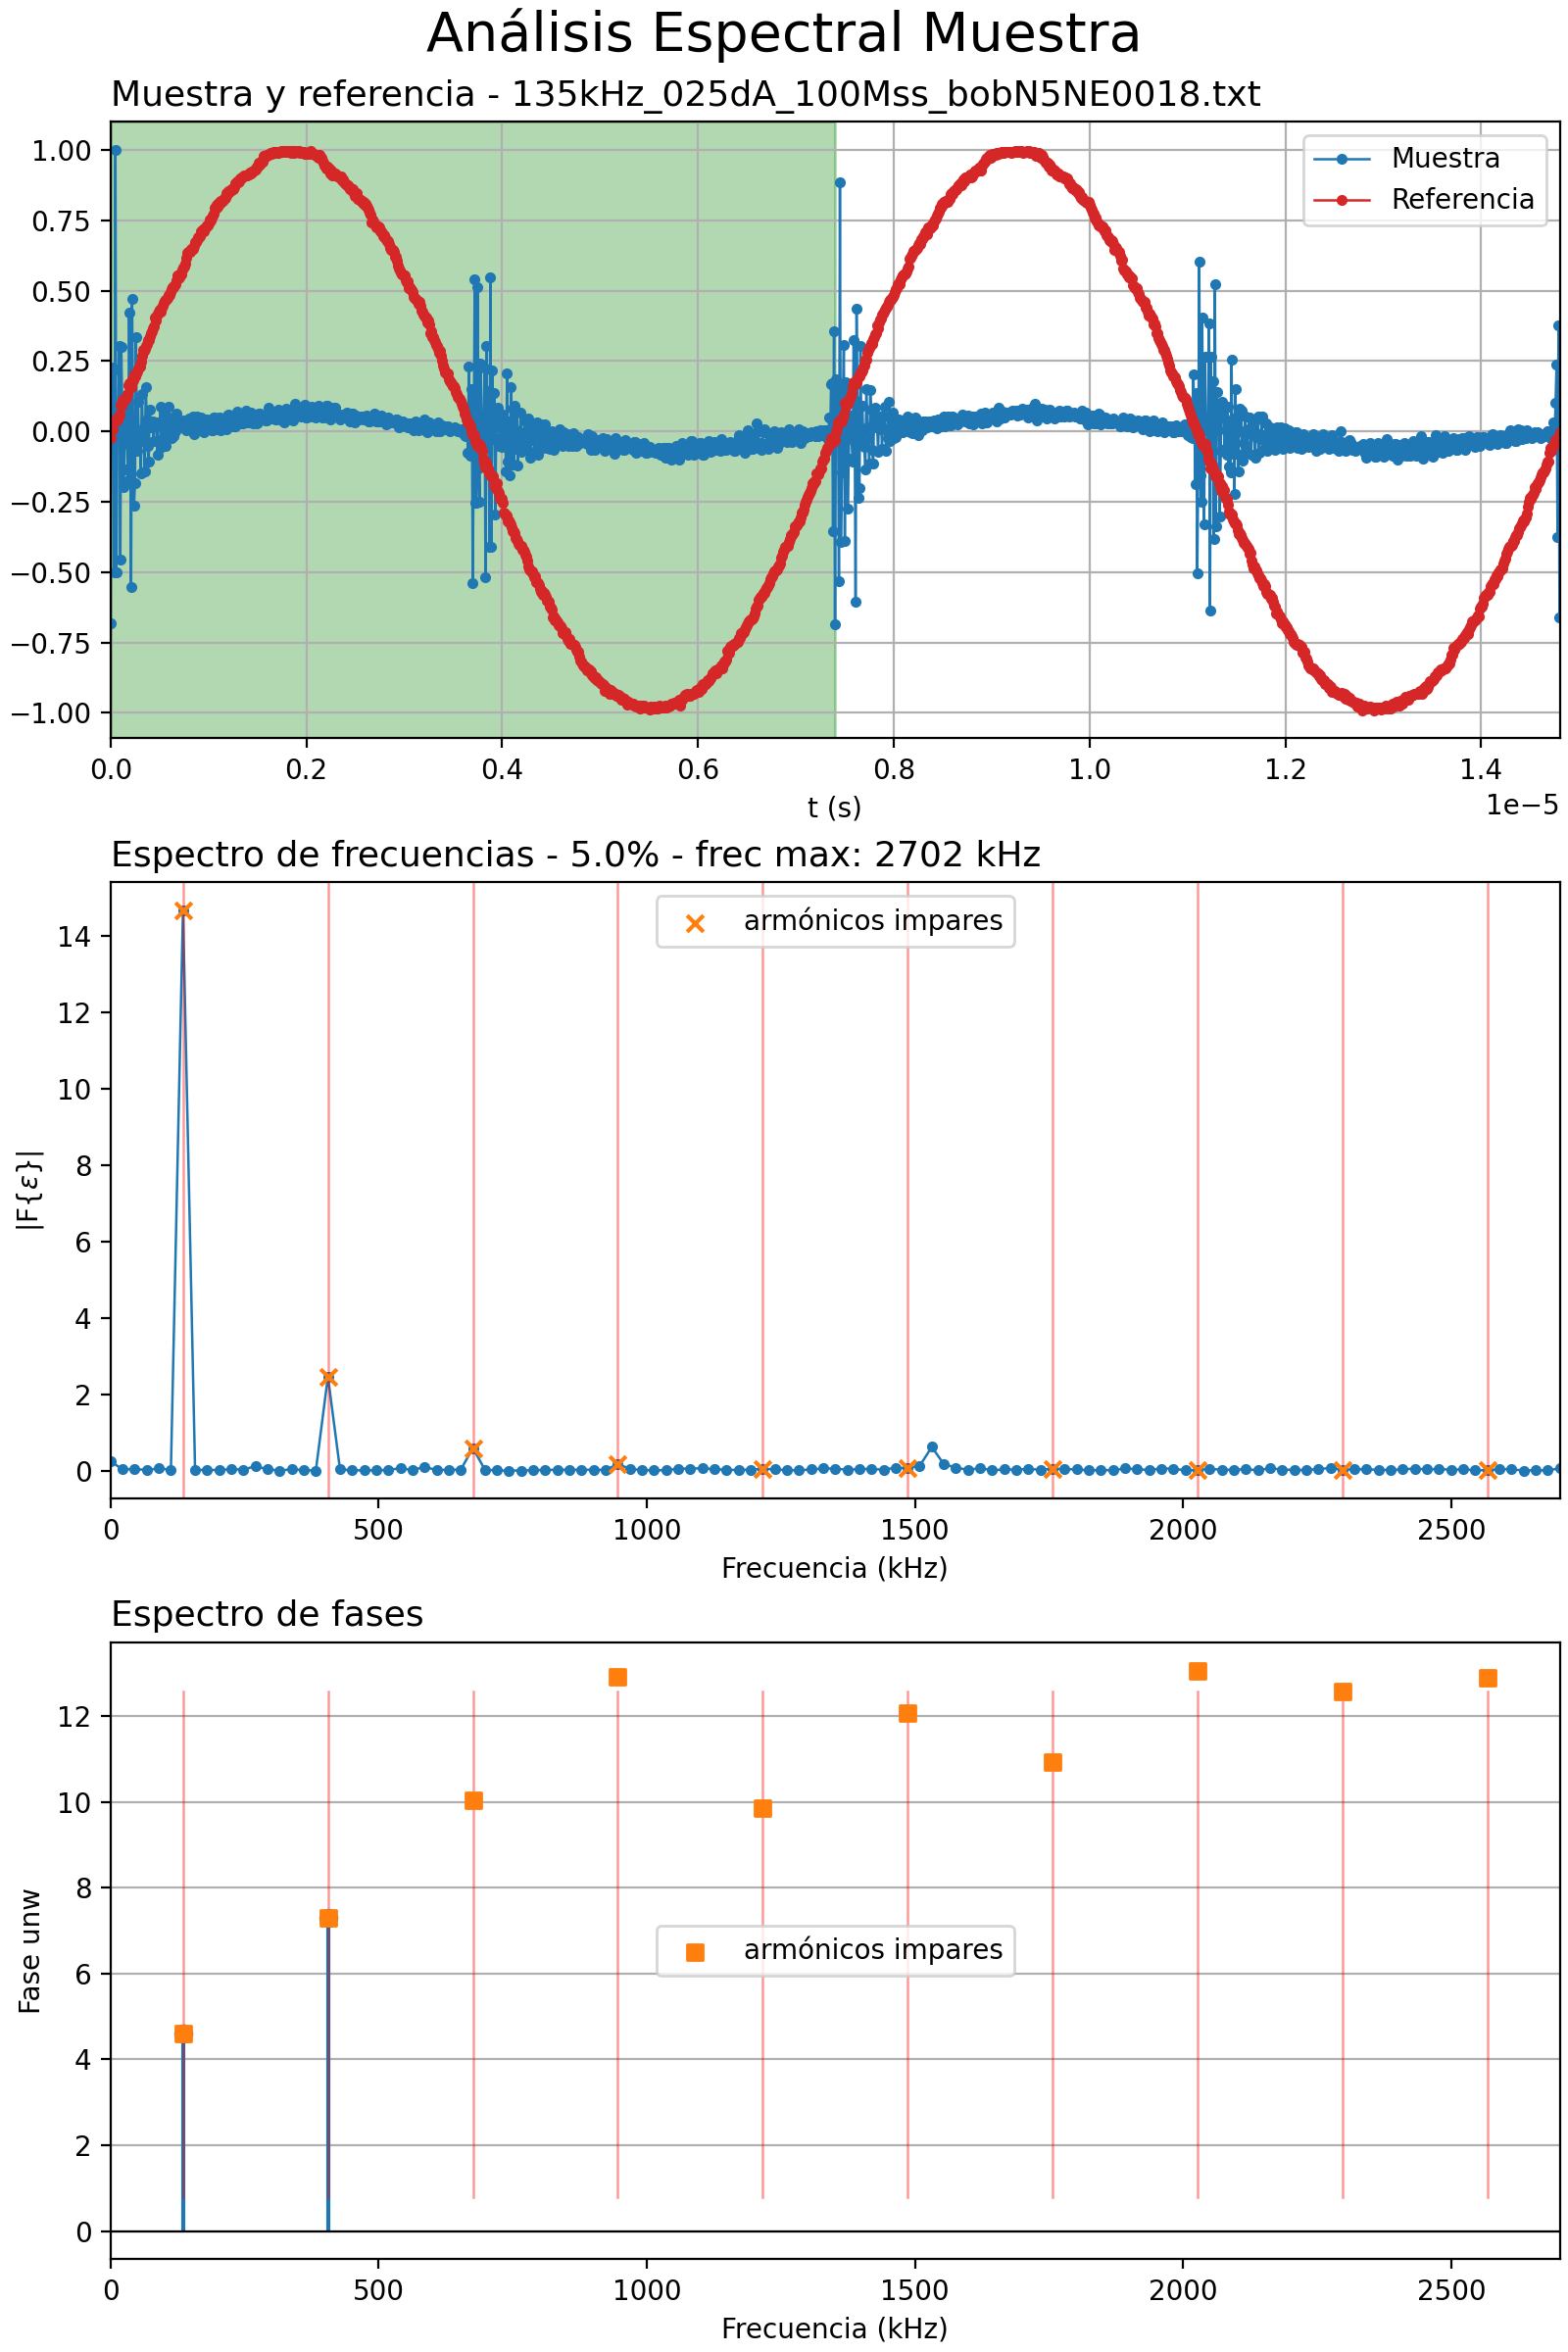 Análisis Espectral Muestra
Muestra y referencia - 135kHz_025dA_100Mss_bobN5NE0018.txt
1.00
0.75
0.50
0.25
0.00
−0.25
−0.50
−0.75
−1.00
Muestra
Referencia
0.0 0.2 0.4 0.6 0.8 1.0 1.2 1.4
1e−5
t (s)
Espectro de frecuencias - 5.0% - frec max: 2702 kHz
armónicos impares
14
12
10
8
6
4
2
0
|F{ε}|
0 500 1000 1500 2000 2500
Frecuencia (kHz)
Espectro de fases
12
10
8
6
4
2
0
Fase unw
armónicos impares
0 500 1000 1500 2000 2500
Frecuencia (kHz)